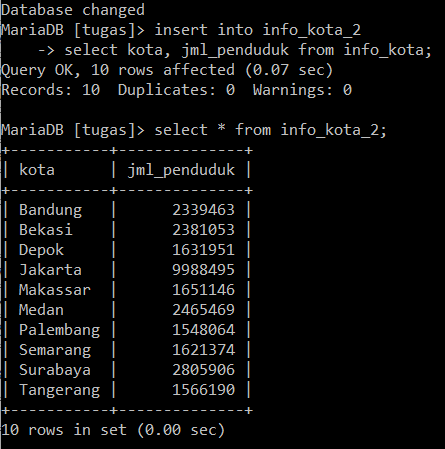 Database changed
MariaDB [tugas]> insert into info_kota_2
    -> select kota, jml_penduduk from info_kota;
Query OK, 10 rows affected (0.07 sec)
Records: 10  Duplicates: 0  Warnings: 0

MariaDB [tugas]> select * from info_kota_2;
+-----------+--------------+
| kota      | jml_penduduk |
+-----------+--------------+
| Bandung   |      2339463 |
| Bekasi    |      2381053 |
| Depok     |      1631951 |
| Jakarta   |      9988495 |
| Makassar  |      1651146 |
| Medan     |      2465469 |
| Palembang |      1548064 |
| Semarang  |      1621374 |
| Surabaya  |      2805906 |
| Tangerang |      1566190 |
+-----------+--------------+
10 rows in set (0.00 sec)